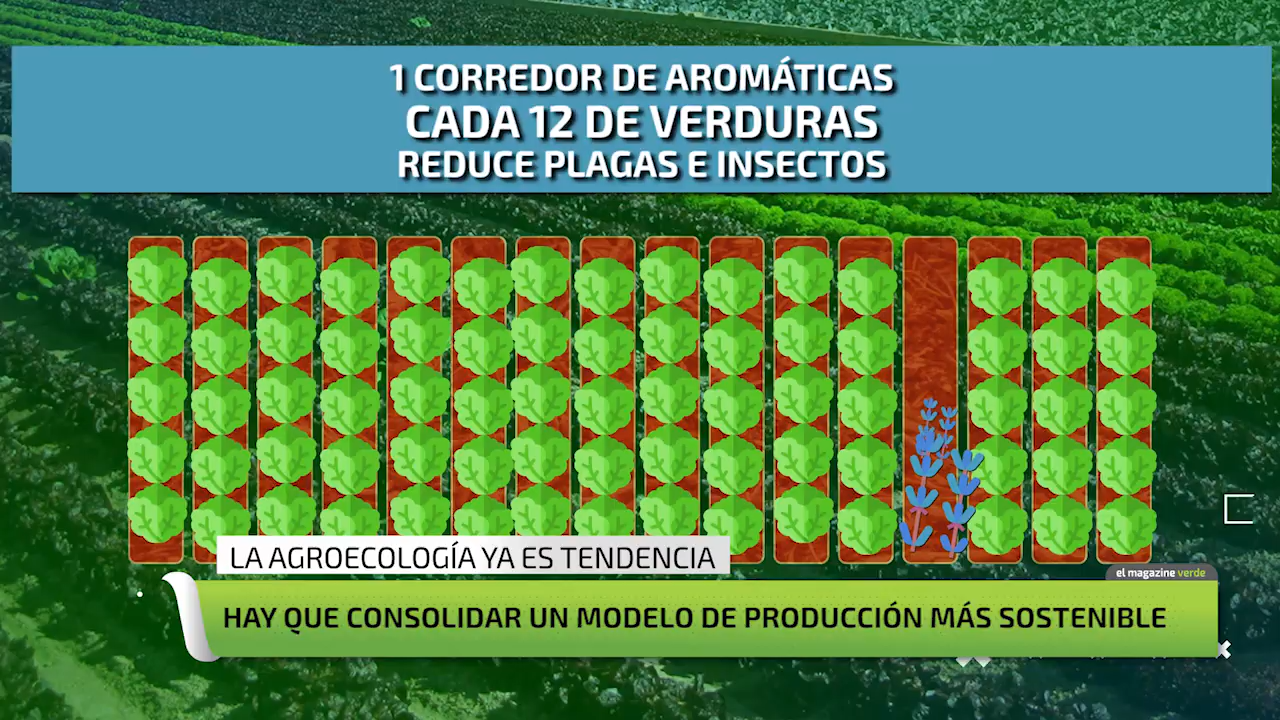 1 CORREDOR DE AROMÁTICAS
CADA 12 DE VERDURAS
REDUCE PLAGAS E INSECTOS
LA AGROECOLOGÍA YA ES TENDENCIA
el magazine verde
HAY QUE CONSOLIDAR UN MODELO DE PRODUCCIÓN MÁS SOSTENIBLE